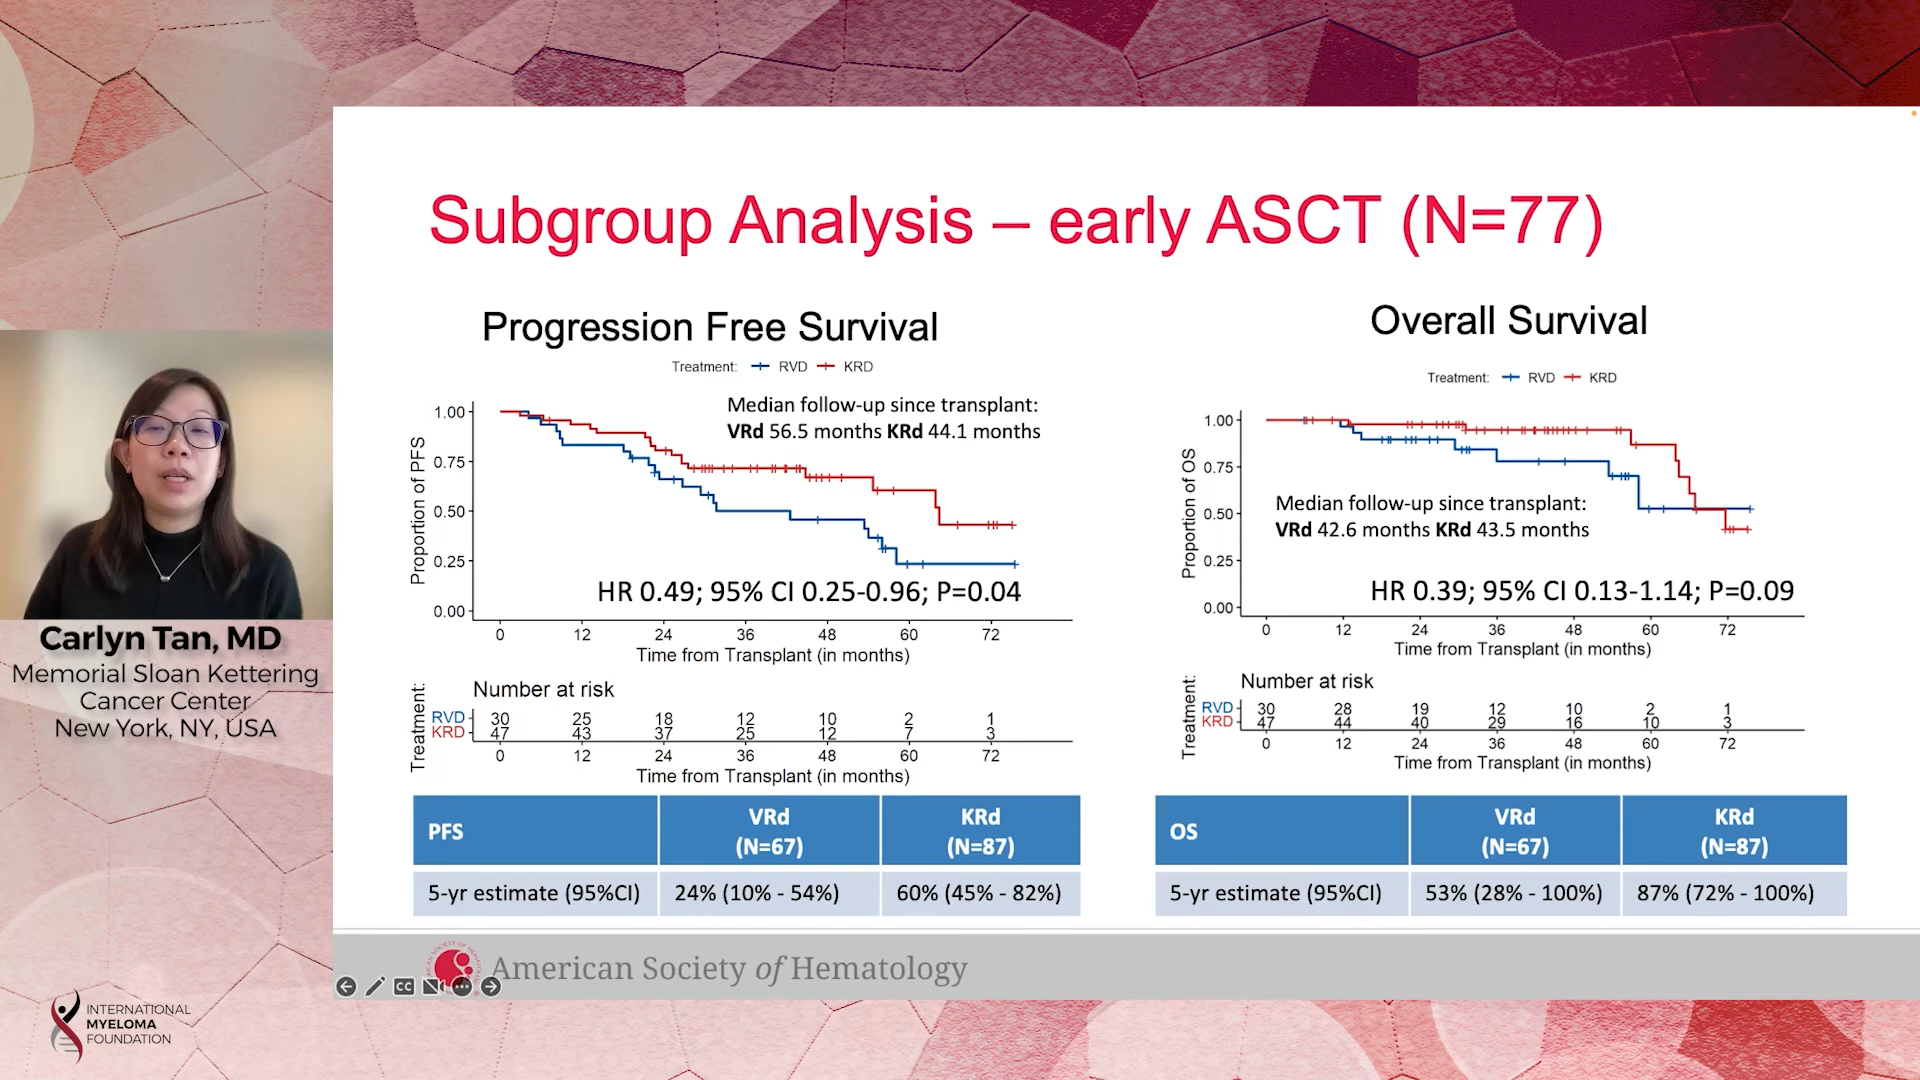 Subgroup Analysis – early ASCT (N=77)
Progression Free Survival
Treatment: RVD KRD
Median follow-up since transplant:
VRd 56.5 months KRd 44.1 months
Proportion of PFS
1.00
0.75
0.50
0.25
0.00
HR 0.49; 95% CI 0.25-0.96; P=0.04
0 12 24 36 48 60 72
Time from Transplant (in months)
Number at risk
Treatment:
RVD 30 25 18 12 10 2 1
KRD 47 43 37 25 12 7 3
0 12 24 36 48 60 72
Time from Transplant (in months)
PFS VRd (N=67) KRd (N=87)
5-yr estimate (95%CI) 24% (10% - 54%) 60% (45% - 82%)
Overall Survival
Treatment: RVD KRD
Proportion of OS
1.00
0.75
0.50
0.25
0.00
Median follow-up since transplant:
VRd 42.6 months KRd 43.5 months
HR 0.39; 95% CI 0.13-1.14; P=0.09
0 12 24 36 48 60 72
Time from Transplant (in months)
Number at risk
Treatment:
RVD 30 28 19 12 10 2 1
KRD 47 44 40 29 16 10 3
0 12 24 36 48 60 72
Time from Transplant (in months)
OS VRd (N=67) KRd (N=87)
5-yr estimate (95%CI) 53% (28% - 100%) 87% (72% - 100%)
Carlyn Tan, MD
Memorial Sloan Kettering
Cancer Center
New York, NY, USA
American Society of Hematology
CC
INTERNATIONAL
MYELOMA
FOUNDATION